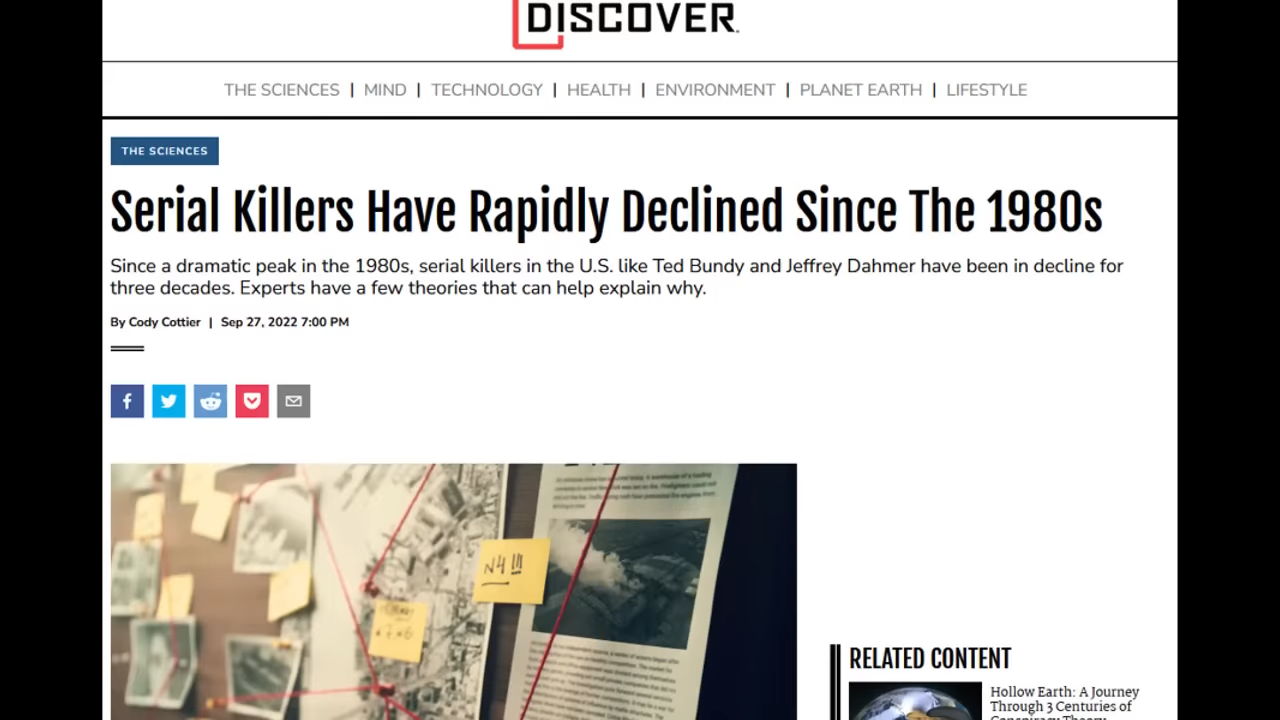 DISCOVER
THE SCIENCES | MIND | TECHNOLOGY | HEALTH | ENVIRONMENT | PLANET EARTH | LIFESTYLE
THE SCIENCES
Serial Killers Have Rapidly Declined Since The 1980s
Since a dramatic peak in the 1980s, serial killers in the U.S. like Ted Bundy and Jeffrey Dahmer have been in decline for
three decades. Experts have a few theories that can help explain why.
By Cody Cottier | Sep 27, 2022 7:00 PM
N4 !!!
RELATED CONTENT
Hollow Earth: A Journey
Through 3 Centuries of
Conspiracy Theory